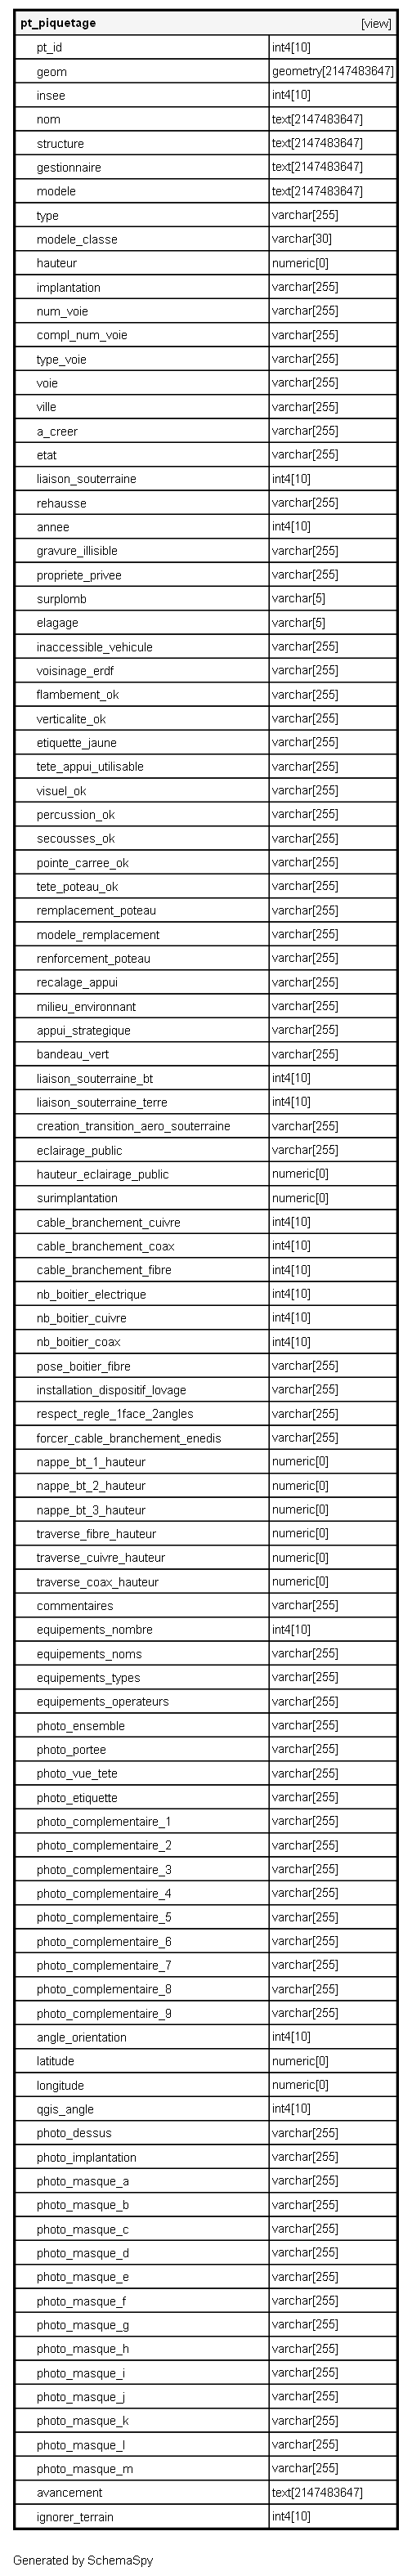 pt_piquetage [view]
pt_id int4[10]
geom geometry[2147483647]
insee int4[10]
nom text[2147483647]
structure text[2147483647]
gestionnaire text[2147483647]
modele text[2147483647]
type varchar[255]
modele_classe varchar[30]
hauteur numeric[0]
implantation varchar[255]
num_voie varchar[255]
compl_num_voie varchar[255]
type_voie varchar[255]
voie varchar[255]
ville varchar[255]
a_creer varchar[255]
etat varchar[255]
liaison_souterraine int4[10]
rehausse varchar[255]
annee int4[10]
gravure_illisible varchar[255]
propriete_privee varchar[255]
surplomb varchar[5]
elagage varchar[5]
inaccessible_vehicule varchar[255]
voisinage_erdf varchar[255]
flambement_ok varchar[255]
verticalite_ok varchar[255]
etiquette_jaune varchar[255]
tete_appui_utilisable varchar[255]
visuel_ok varchar[255]
percussion_ok varchar[255]
secousses_ok varchar[255]
pointe_carree_ok varchar[255]
tete_poteau_ok varchar[255]
remplacement_poteau varchar[255]
modele_remplacement varchar[255]
renforcement_poteau varchar[255]
recalage_appui varchar[255]
milieu_environnant varchar[255]
appui_strategique varchar[255]
bandeau_vert varchar[255]
liaison_souterraine_bt int4[10]
liaison_souterraine_terre int4[10]
creation_transition_aero_souterraine varchar[255]
eclairage_public varchar[255]
hauteur_eclairage_public numeric[0]
surimplantation numeric[0]
cable_branchement_cuivre int4[10]
cable_branchement_coax int4[10]
cable_branchement_fibre int4[10]
nb_boitier_electrique int4[10]
nb_boitier_cuivre int4[10]
nb_boitier_coax int4[10]
pose_boitier_fibre varchar[255]
installation_dispositif_lovage varchar[255]
respect_regle_1face_2angles varchar[255]
forcer_cable_branchement_enedis varchar[255]
nappe_bt_1_hauteur numeric[0]
nappe_bt_2_hauteur numeric[0]
nappe_bt_3_hauteur numeric[0]
traverse_fibre_hauteur numeric[0]
traverse_cuivre_hauteur numeric[0]
traverse_coax_hauteur numeric[0]
commentaires varchar[255]
equipements_nombre int4[10]
equipements_noms varchar[255]
equipements_types varchar[255]
equipements_operateurs varchar[255]
photo_ensemble varchar[255]
photo_portee varchar[255]
photo_vue_tete varchar[255]
photo_etiquette varchar[255]
photo_complementaire_1 varchar[255]
photo_complementaire_2 varchar[255]
photo_complementaire_3 varchar[255]
photo_complementaire_4 varchar[255]
photo_complementaire_5 varchar[255]
photo_complementaire_6 varchar[255]
photo_complementaire_7 varchar[255]
photo_complementaire_8 varchar[255]
photo_complementaire_9 varchar[255]
angle_orientation int4[10]
latitude numeric[0]
longitude numeric[0]
qgis_angle int4[10]
photo_dessus varchar[255]
photo_implantation varchar[255]
photo_masque_a varchar[255]
photo_masque_b varchar[255]
photo_masque_c varchar[255]
photo_masque_d varchar[255]
photo_masque_e varchar[255]
photo_masque_f varchar[255]
photo_masque_g varchar[255]
photo_masque_h varchar[255]
photo_masque_i varchar[255]
photo_masque_j varchar[255]
photo_masque_k varchar[255]
photo_masque_l varchar[255]
photo_masque_m varchar[255]
avancement text[2147483647]
ignorer_terrain int4[10]
Generated by SchemaSpy